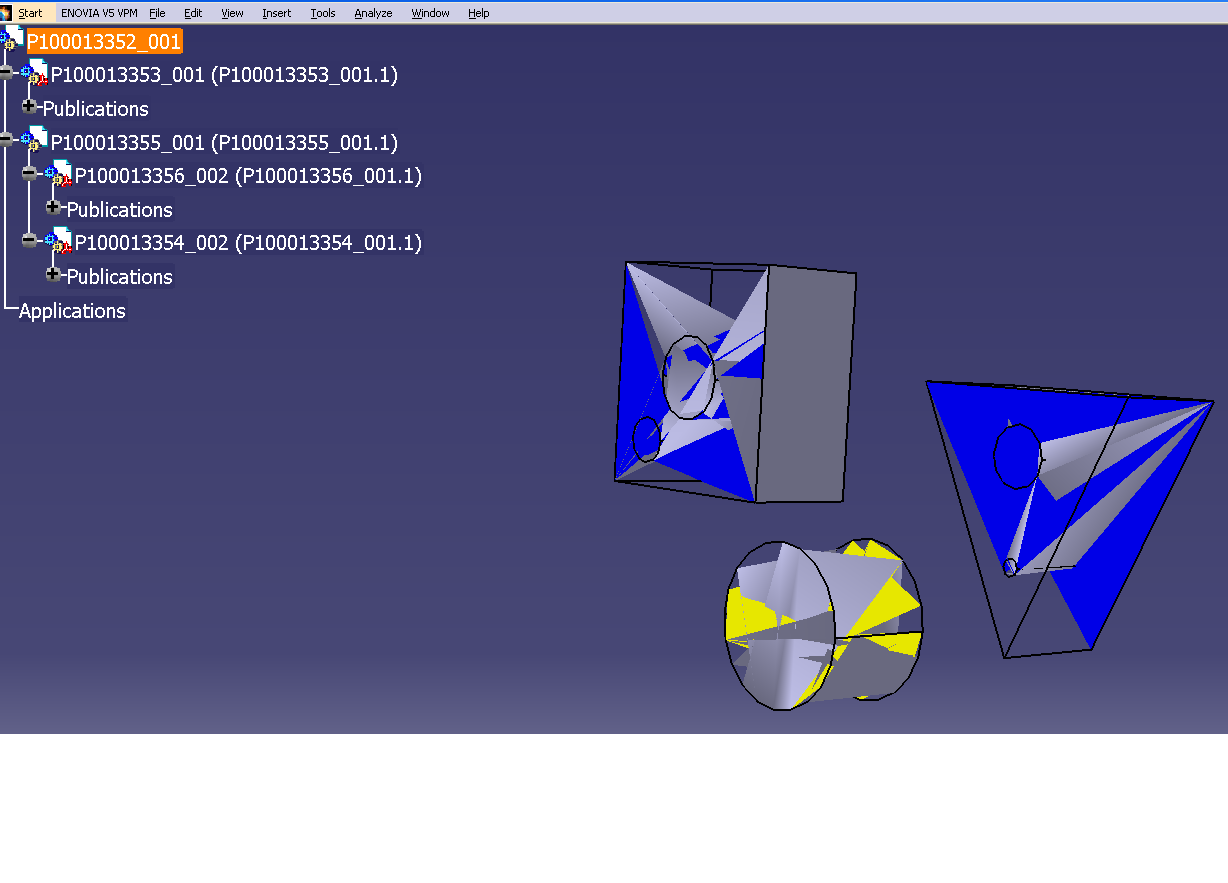 Start ENOVIA V5 VPM File Edit View Insert Tools Analyze Window Help
P100013352_001
P100013353_001 (P100013353_001.1)
Publications
P100013355_001 (P100013355_001.1)
P100013356_002 (P100013356_001.1)
Publications
P100013354_002 (P100013354_001.1)
Publications
Applications